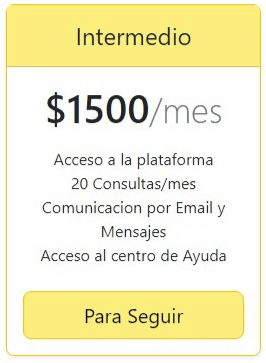 Intermedio
$1500/mes
Acceso a la plataforma
20 Consultas/mes
Comunicacion por Email y
Mensajes
Acceso al centro de Ayuda
Para Seguir